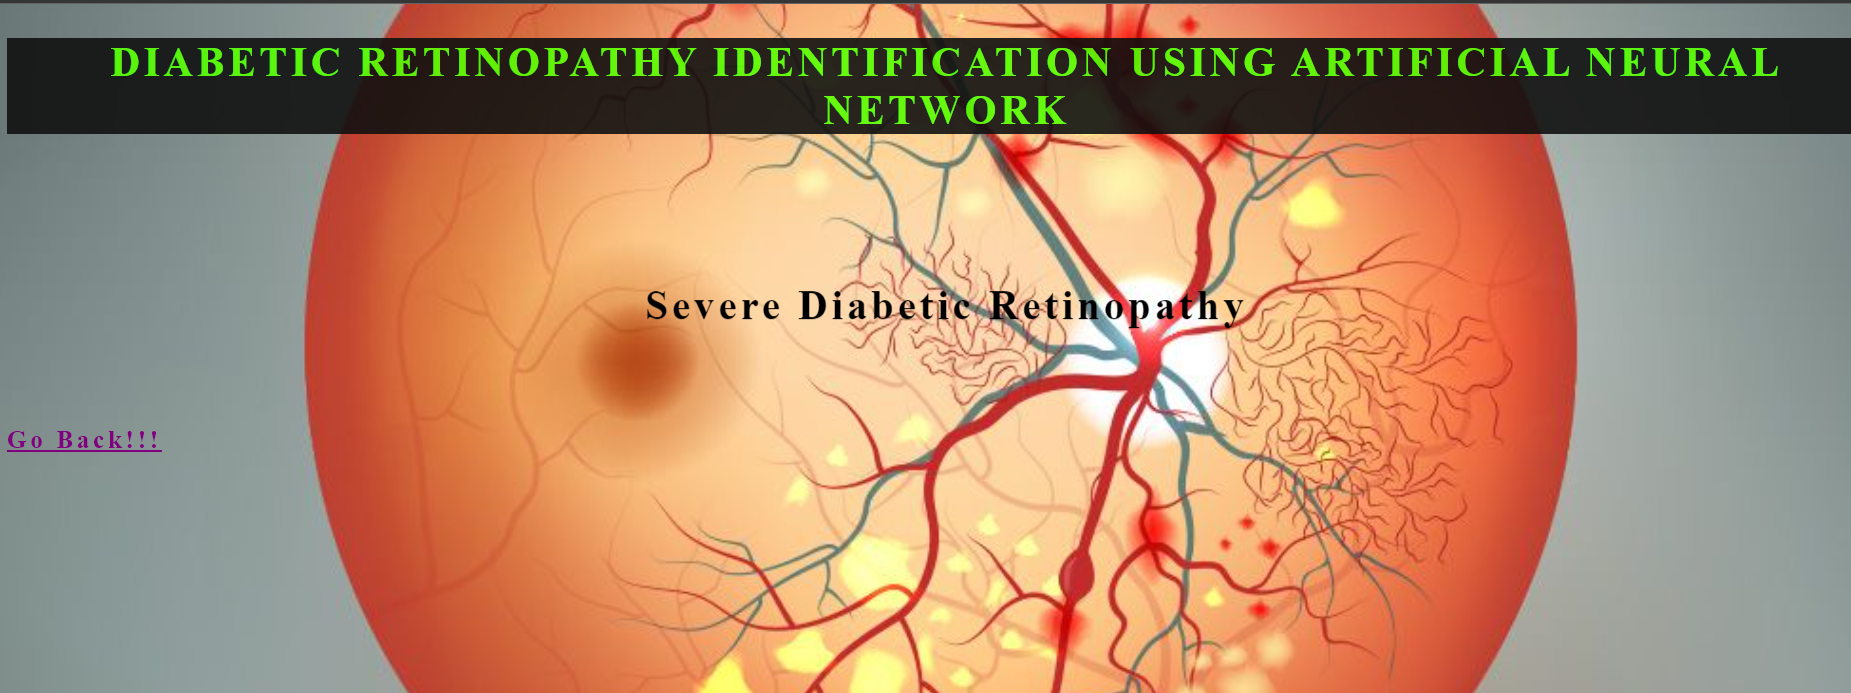 DIABETIC RETINOPATHY IDENTIFICATION USING ARTIFICIAL NEURAL
NETWORK
Severe Diabetic Retinopathy
Go Back!!!